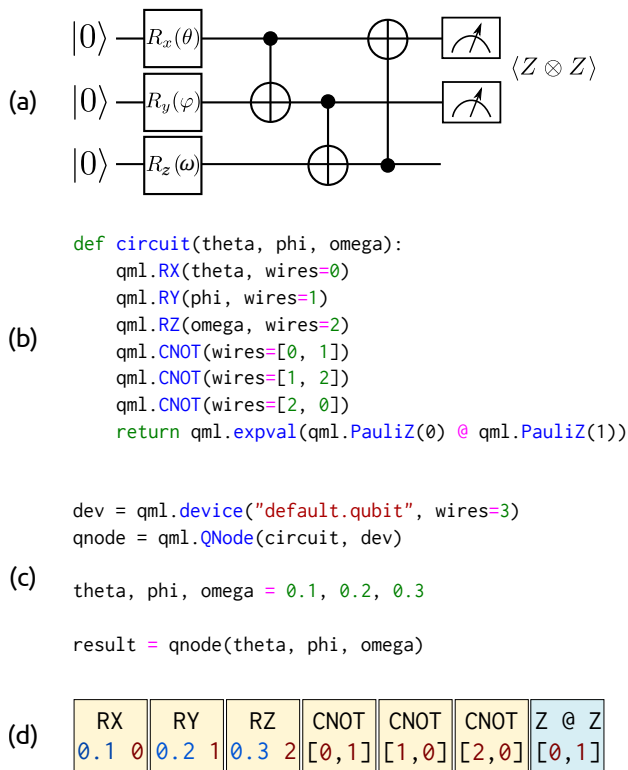 (a)
|0⟩ Rx(θ)
|0⟩ Ry(φ)
|0⟩ Rz(ω)
⟨Z ⊗ Z⟩
(b)
def circuit(theta, phi, omega):
    qml.RX(theta, wires=0)
    qml.RY(phi, wires=1)
    qml.RZ(omega, wires=2)
    qml.CNOT(wires=[0, 1])
    qml.CNOT(wires=[1, 2])
    qml.CNOT(wires=[2, 0])
    return qml.expval(qml.PauliZ(0) @ qml.PauliZ(1))
(c)
dev = qml.device("default.qubit", wires=3)
qnode = qml.QNode(circuit, dev)
theta, phi, omega = 0.1, 0.2, 0.3
result = qnode(theta, phi, omega)
(d)
RX RY RZ CNOT CNOT CNOT Z @ Z
0.1 0 0.2 1 0.3 2 [0,1] [1,0] [2,0] [0,1]